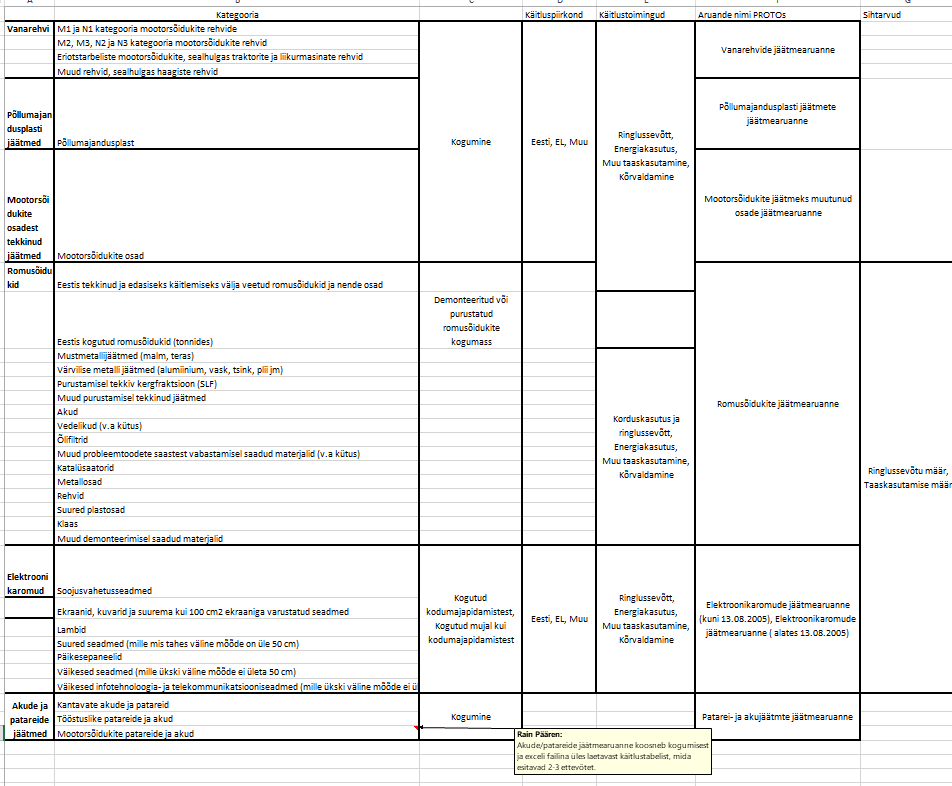 Kategooria Käitluspiirkond Käitlustoimingud Aruande nimi PROTOs Sihtarvud
Vanarehvi
M1 ja N1 kategooria mootorsõidukite rehvide
M2, M3, N2 ja N3 kategooria mootorsõidukite rehvid
Eriotstarbeliste mootorsõidukite, sealhulgas traktorite ja liikurmasinate rehvid
Muud rehvid, sealhulgas haagiste rehvid
Vanarehvide jäätmearuanne
Põllumajan
dusplasti
jäätmed
Põllumajandusplast
Põllumajandusplasti jäätmete
jäätmearuanne
Kogumine
Eesti, EL, Muu
Ringlussevõtt,
Energiakasutus,
Muu taaskasutamine,
Kõrvaldamine
Mootorsõi
dukite
osadest
tekkinud
jäätmed
Mootorsõidukite osad
Mootorsõidukite jäätmeks muutunud
osade jäätmearuanne
Romusõidu
kid
Eestis tekkinud ja edasiseks käitlemiseks välja veetud romusõidukid ja nende osad
Eestis kogutud romusõidukid (tonnides)
Demonteeritud või
purustatud
romusõidukite
kogumass
Mustmetallijäätmed (malm, teras)
Värvilise metalli jäätmed (alumiinium, vask, tsink, plii jm)
Purustamisel tekkiv kergfraktsioon (SLF)
Muud purustamisel tekkinud jäätmed
Akud
Vedelikud (v.a kütus)
Õlifiltrid
Muud probleemtoodete saastest vabastamisel saadud materjalid (v.a kütus)
Katalüsaatorid
Metallosad
Rehvid
Suured plastosad
Klaas
Muud demonteerimisel saadud materjalid
Korduskasutus ja
ringlussevõtt,
Energiakasutus,
Muu taaskasutamine,
Kõrvaldamine
Romusõidukite jäätmearuanne
Ringlussevõtu määr,
Taaskasutamise määr
Elektrooni
karomud
Soojusvahetusseadmed
Ekraanid, kuvarid ja suurema kui 100 cm2 ekraaniga varustatud seadmed
Lambid
Suured seadmed (mille mis tahes väline mõõde on üle 50 cm)
Päikesepaneelid
Väikesed seadmed (mille ükski väline mõõde ei ületa 50 cm)
Väikesed infotehnoloogia- ja telekommunikatsiooniseadmed (mille ükski väline mõõde ei ü
Kogutud
kodumajapidamistest,
Kogutud mujal kui
kodumajapidamistest
Eesti, EL, Muu
Ringlussevõtt,
Energiakasutus,
Muu taaskasutamine,
Kõrvaldamine
Elektroonikaromude jäätmearuanne
(kuni 13.08.2005), Elektroonikaromude
jäätmearuanne ( alates 13.08.2005)
Akude ja
patareide
jäätmed
Kantavate akude ja patareid
Tööstuslike patareide ja akud
Mootorsõidukite patareide ja akud
Kogumine
Patarei- ja akujäätmte jäätmearuanne
Rain Päären:
Akude/patareide jäätmearuanne koosneb kogumisest
ja exceli failina üles laetavast käitlustabelist, mida
esitavad 2-3 ettevõtet.